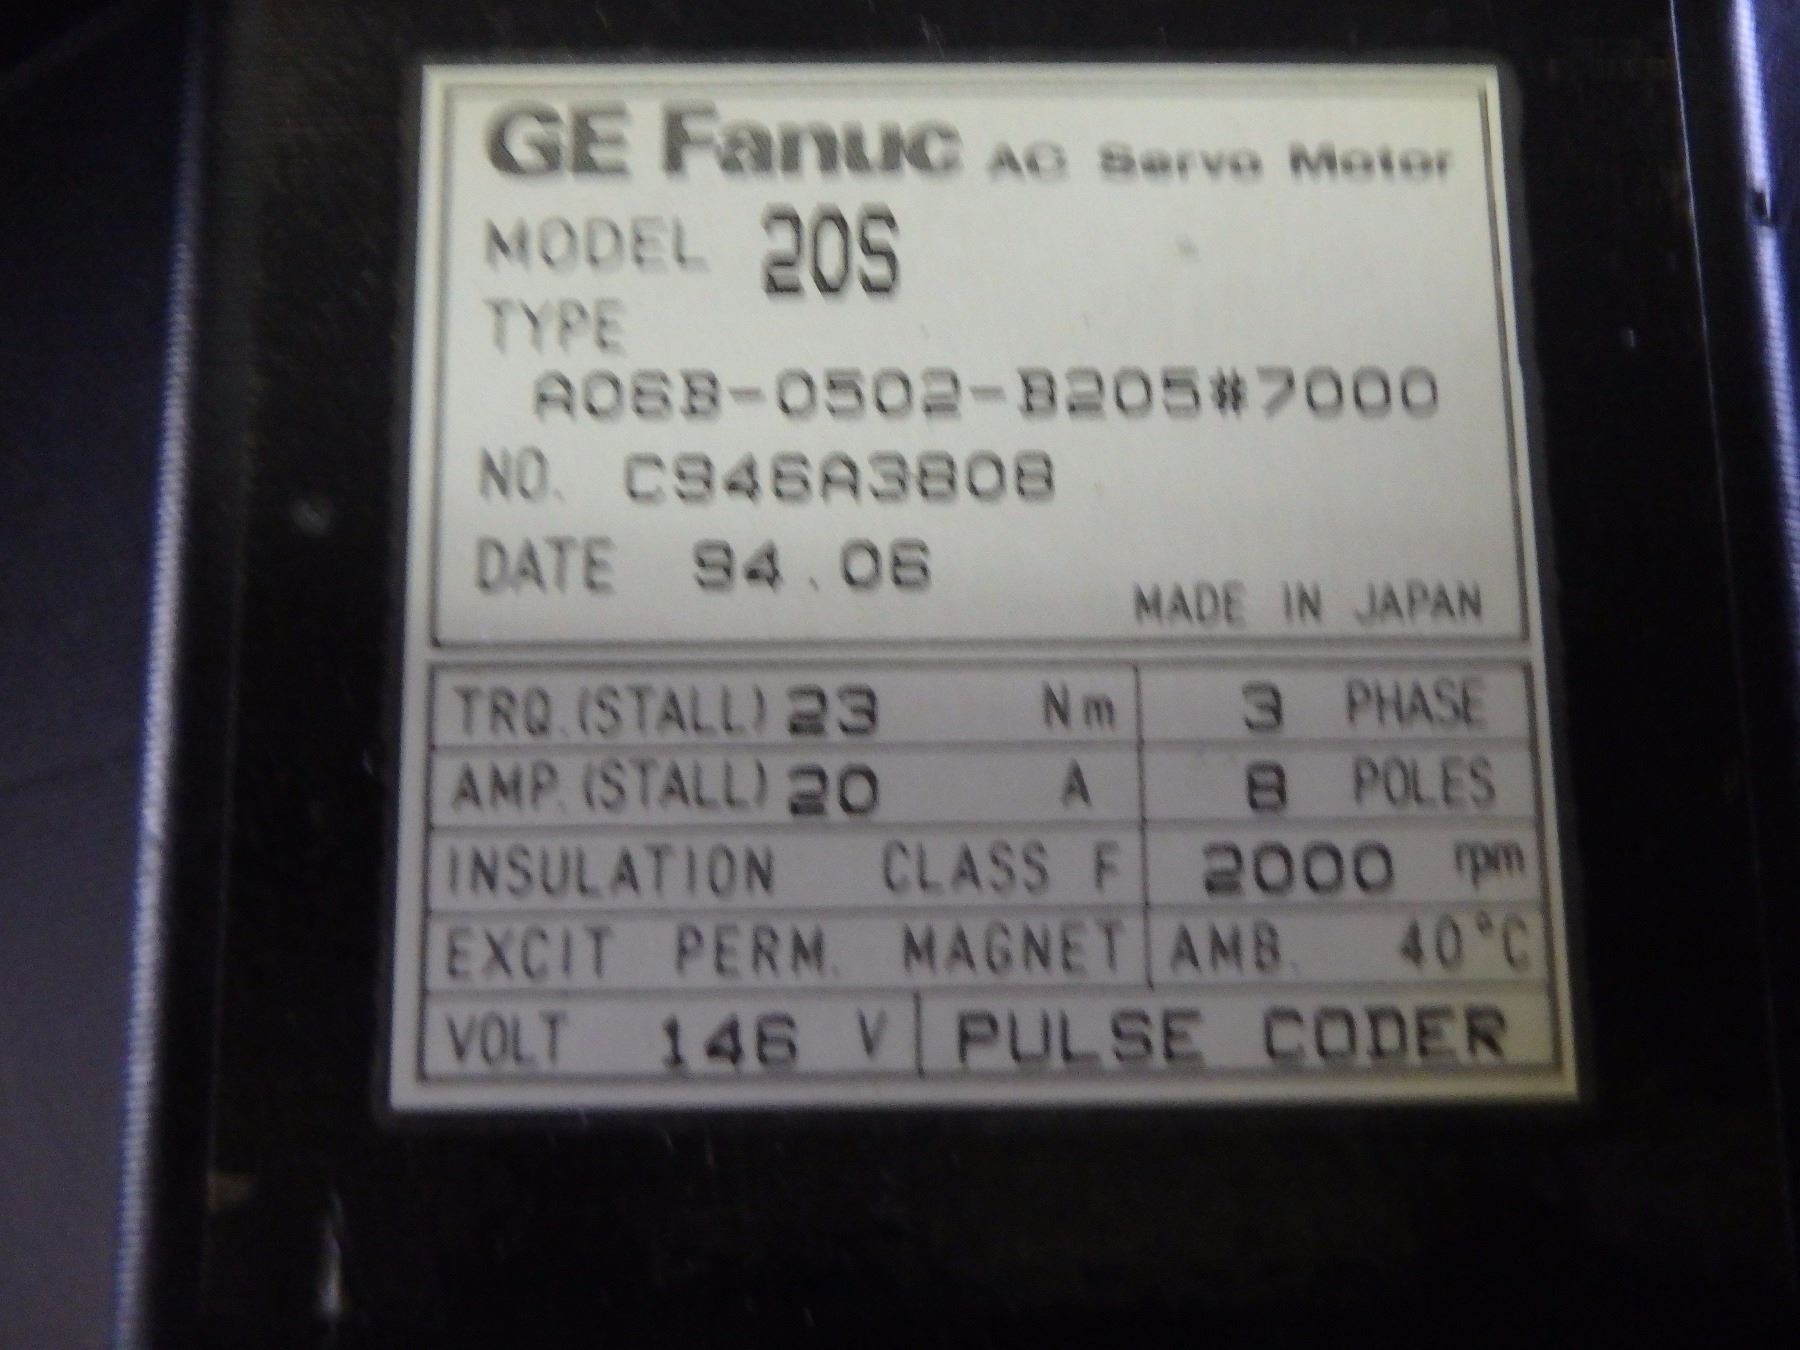 GE Fanuc AC Servo Motor
MODEL 20S
TYPE
A06B-0502-B205#7000
NO. C946A3808
DATE 94.06
MADE IN JAPAN
TRQ.(STALL) 23 Nm 3 PHASE
AMP.(STALL) 20 A 8 POLES
INSULATION CLASS F 2000 rpm
EXCIT PERM. MAGNET AMB. 40°C
VOLT 146 V PULSE CODER